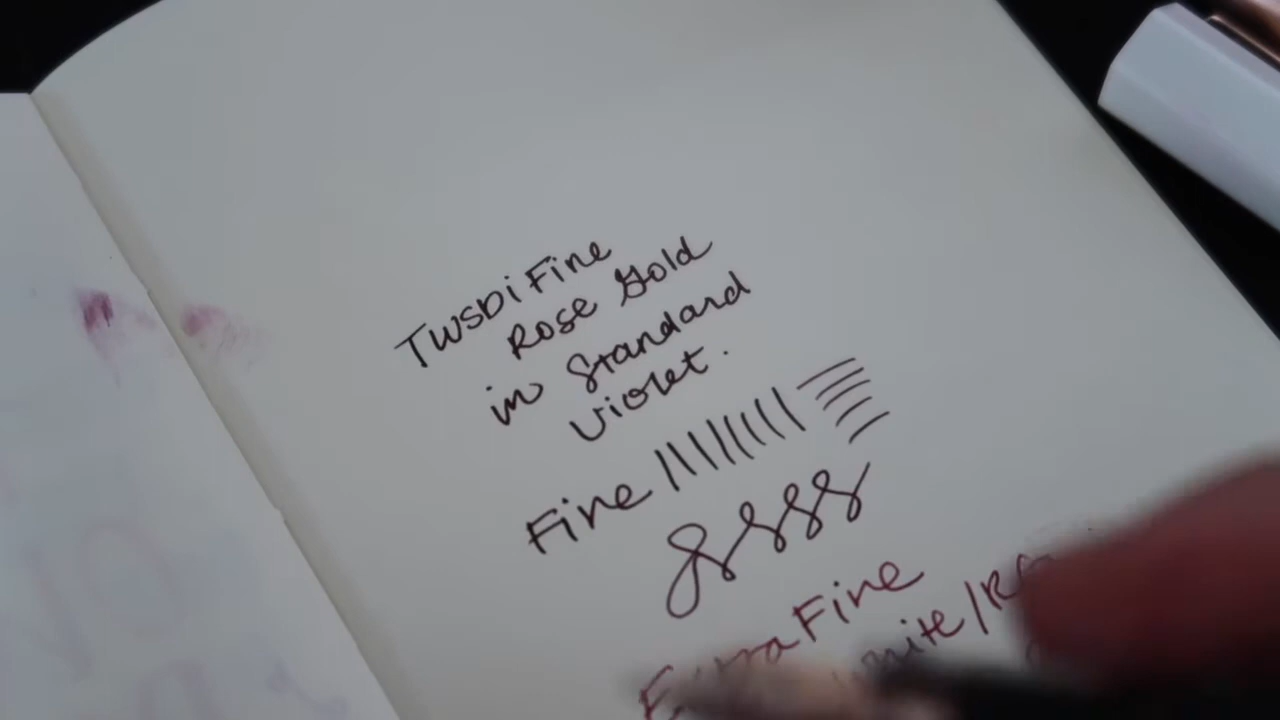 TWSBi Fine
Rose Gold
in Standard
Violet.
Fine
Extra Fine